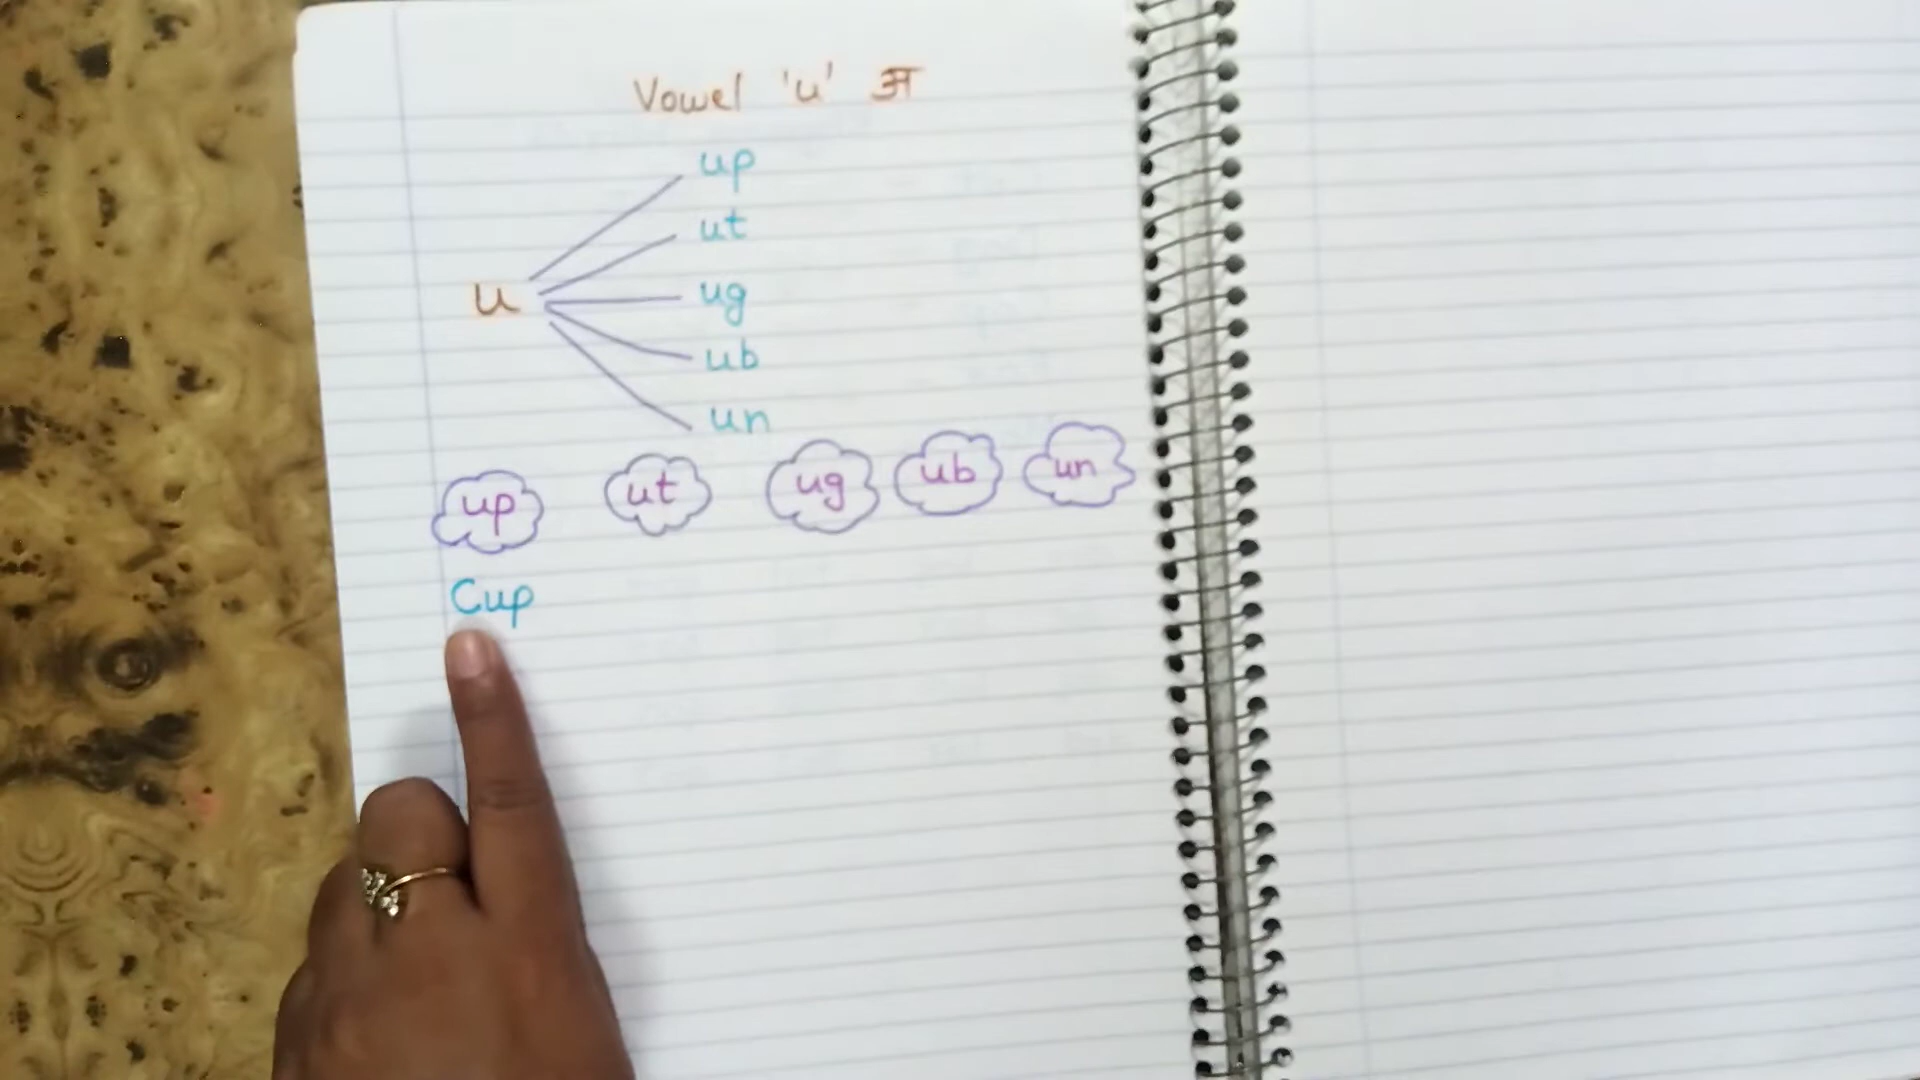 Vowel 'u' अ
up
ut
u
ug
ub
un
up ut ug ub un
Cup